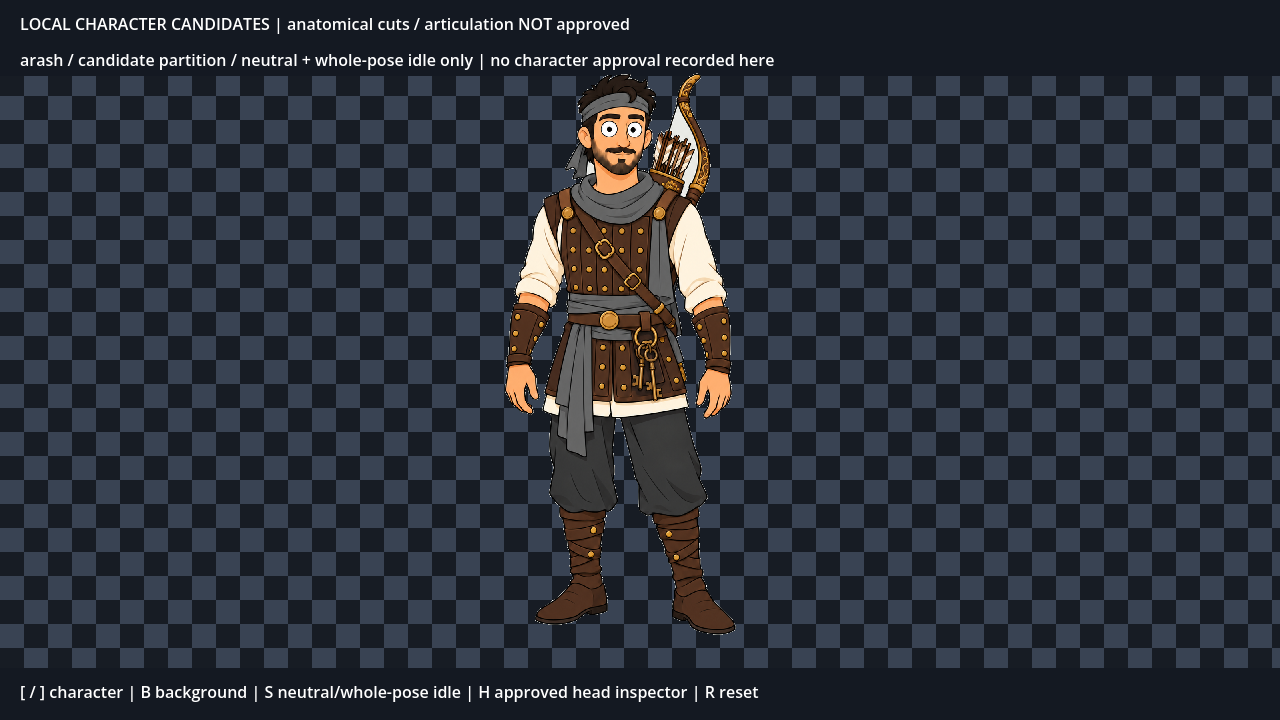 LOCAL CHARACTER CANDIDATES | anatomical cuts / articulation NOT approved
arash / candidate partition / neutral + whole-pose idle only | no character approval recorded here
[ / ] character | B background | S neutral/whole-pose idle | H approved head inspector | R reset